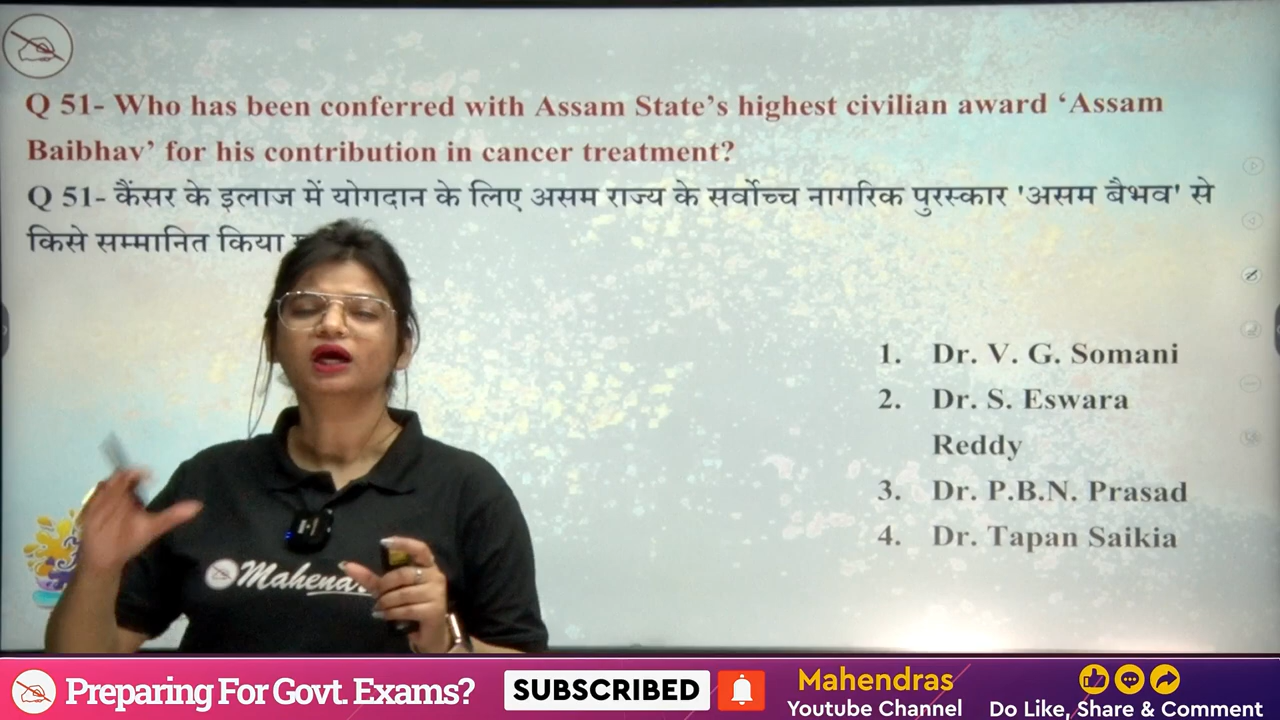 Q 51- Who has been conferred with Assam State’s highest civilian award ‘Assam
Baibhav’ for his contribution in cancer treatment?
Q 51- कैंसर के इलाज में योगदान के लिए असम राज्य के सर्वोच्च नागरिक पुरस्कार 'असम बैभव' से
किसे सम्मानित किया
1. Dr. V. G. Somani
2. Dr. S. Eswara
Reddy
3. Dr. P.B.N. Prasad
4. Dr. Tapan Saikia
Preparing For Govt. Exams?
SUBSCRIBED
Mahendras
Youtube Channel
Do Like, Share & Comment